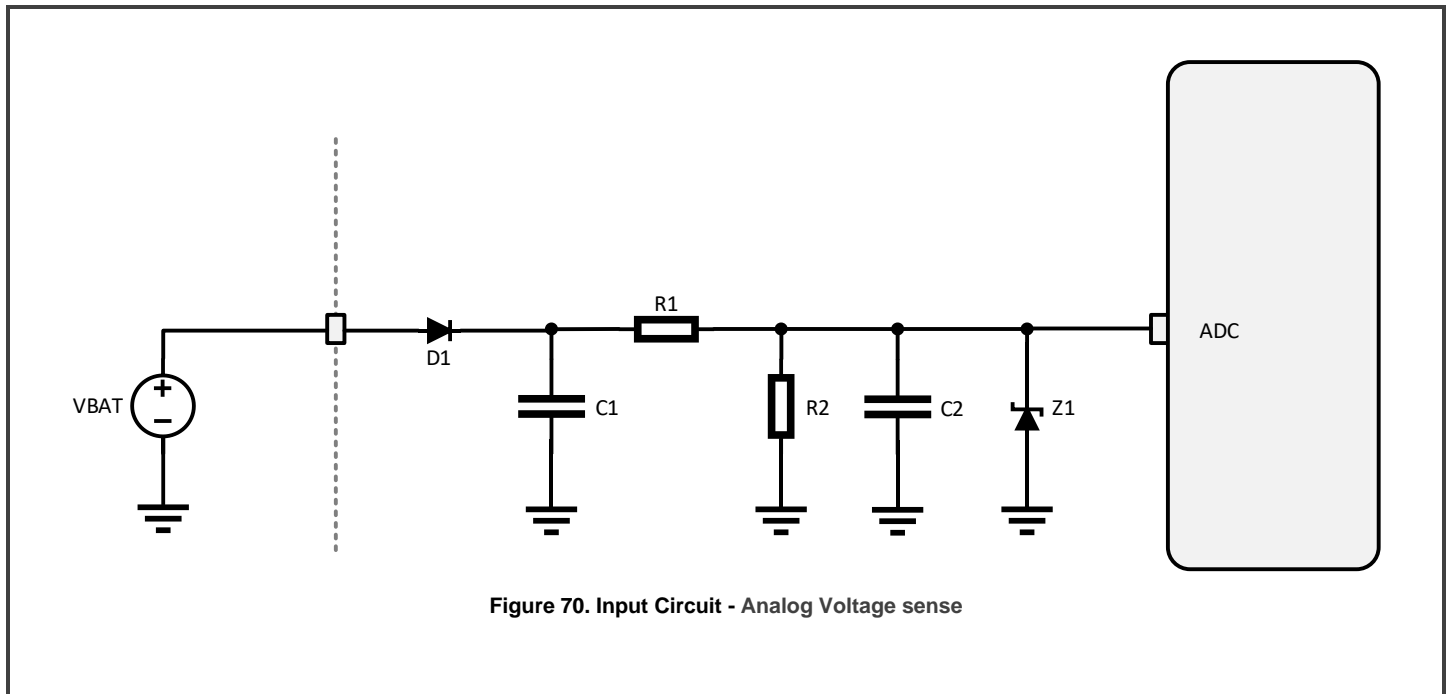 R1
ADC
D1
VBAT
+
−
C1
R2
C2
Z1
Figure 70. Input Circuit - Analog Voltage sense